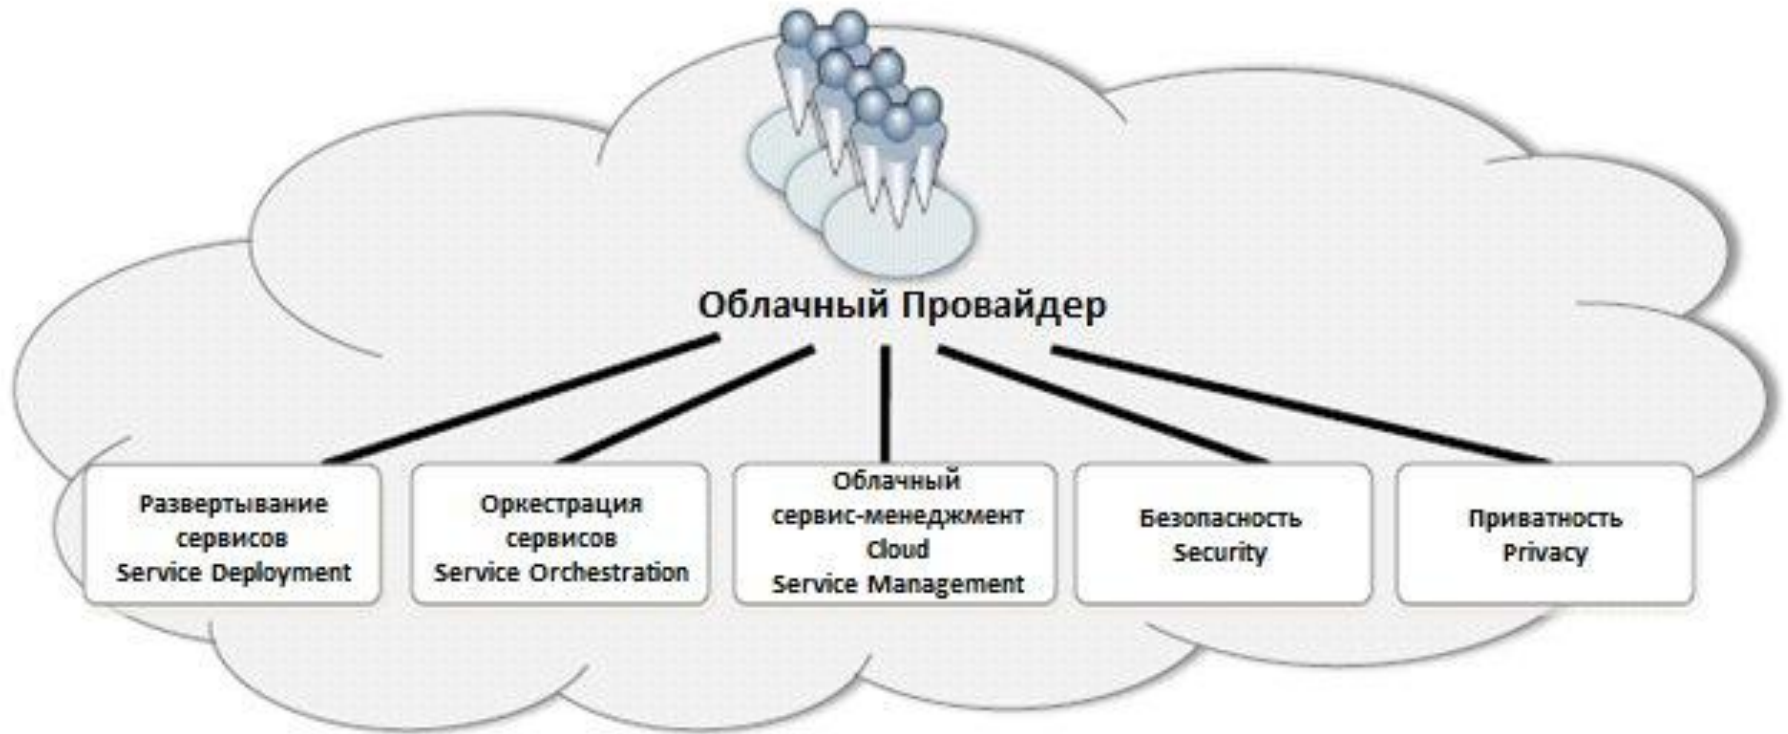 Облачный Провайдер
Развертывание
сервисов
Service Deployment
Оркестрация
сервисов
Service Orchestration
Облачный
сервис-менеджмент
Cloud
Service Management
Безопасность
Security
Приватность
Privacy